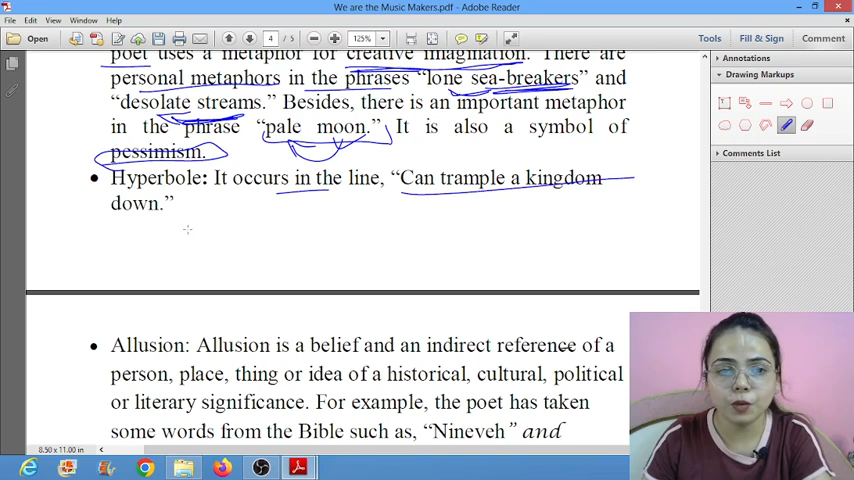 We are the Music Makers.pdf - Adobe Reader
File Edit View Window Help
Open 4 / 5 125% Tools Fill & Sign Comment
poet uses a metaphor for creative imagination. There are
personal metaphors in the phrases “lone sea-breakers” and
“desolate streams.” Besides, there is an important metaphor
in the phrase “pale moon.” It is also a symbol of
pessimism.
• Hyperbole: It occurs in the line, “Can trample a kingdom
down.”
• Allusion: Allusion is a belief and an indirect reference of a
person, place, thing or idea of a historical, cultural, political
or literary significance. For example, the poet has taken
some words from the Bible such as, “Nineveh” and
8.50 x 11.00 in
Annotations
Drawing Markups
Comments List